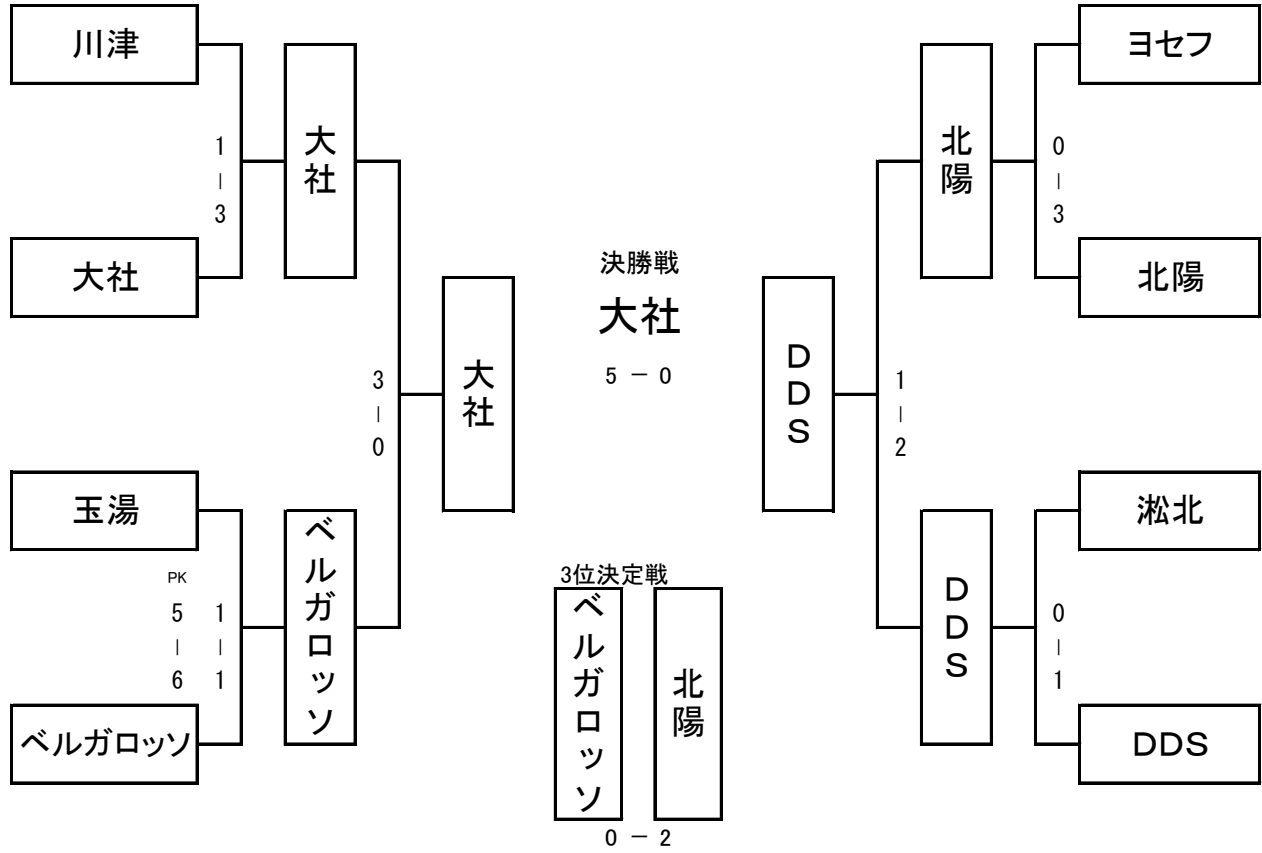 川津
1
|
3
大社
大社
3
|
0
大社
玉湯
PK
5
|
6
1
|
1
ベルガロッソ
ベルガロッソ
決勝戦
大社
5 － 0
3位決定戦
ベルガロッソ
北陽
0 － 2
DDS
1
|
2
北陽
0
|
3
ヨセフ
北陽
DDS
0
|
1
淞北
DDS